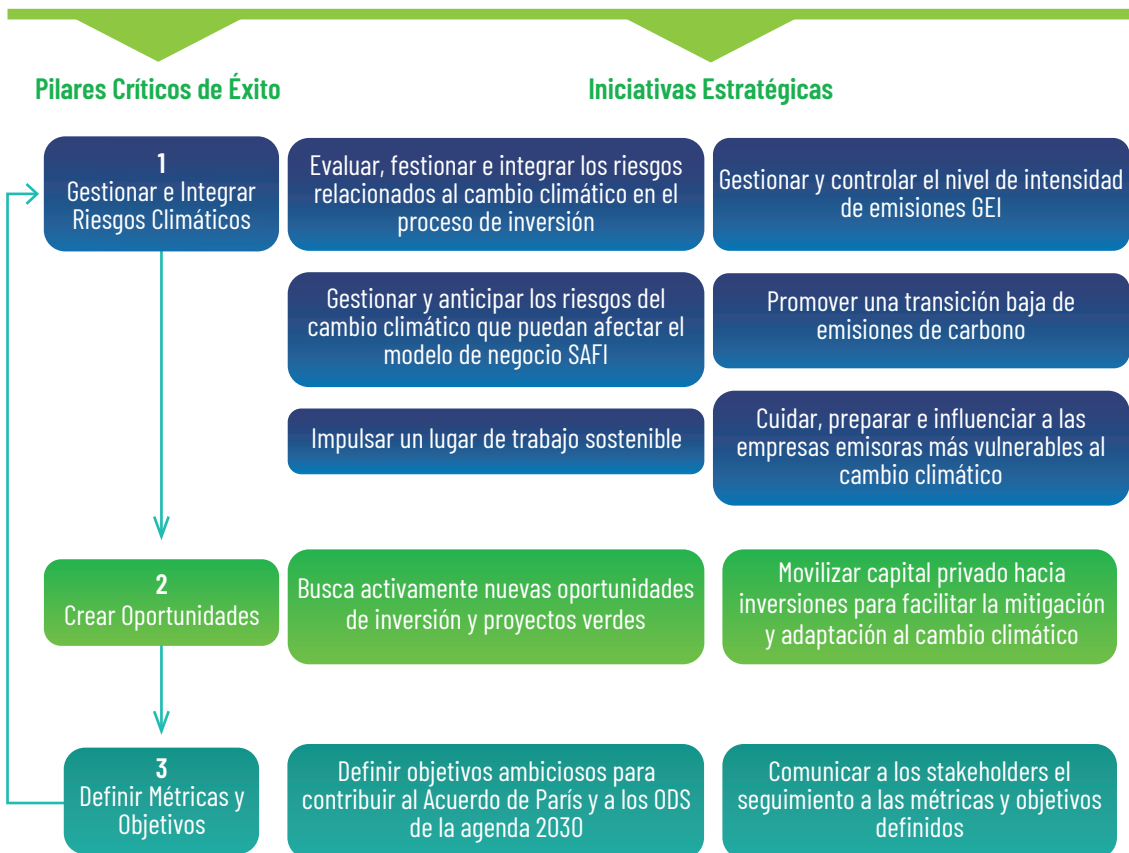 Pilares Críticos de Éxito
Iniciativas Estratégicas
1
Gestionar e Integrar
Riesgos Climáticos
Evaluar, festionar e integrar los riesgos
relacionados al cambio climático en el
proceso de inversión
Gestionar y controlar el nivel de intensidad
de emisiones GEI
Gestionar y anticipar los riesgos del
cambio climático que puedan afectar el
modelo de negocio SAFI
Promover una transición baja de
emisiones de carbono
Impulsar un lugar de trabajo sostenible
Cuidar, preparar e influenciar a las
empresas emisoras más vulnerables al
cambio climático
2
Crear Oportunidades
Busca activamente nuevas oportunidades
de inversión y proyectos verdes
Movilizar capital privado hacia
inversiones para facilitar la mitigación
y adaptación al cambio climático
3
Definir Métricas y
Objetivos
Definir objetivos ambiciosos para
contribuir al Acuerdo de París y a los ODS
de la agenda 2030
Comunicar a los stakeholders el
seguimiento a las métricas y objetivos
definidos